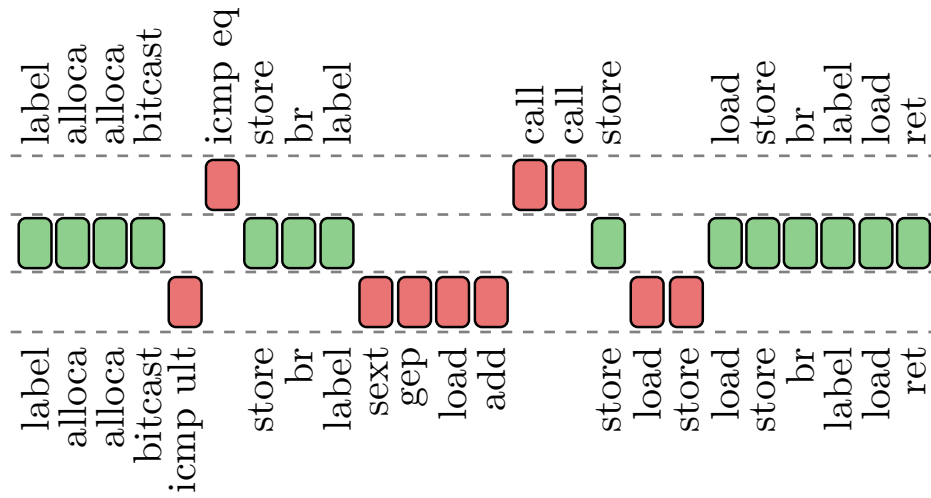 label
alloca
alloca
bitcast
icmp eq
store
br
label
call
call
store
load
store
br
label
load
ret
label
alloca
alloca
bitcast
icmp ult
store
br
label
sext
gep
load
add
store
load
store
load
store
br
label
load
ret